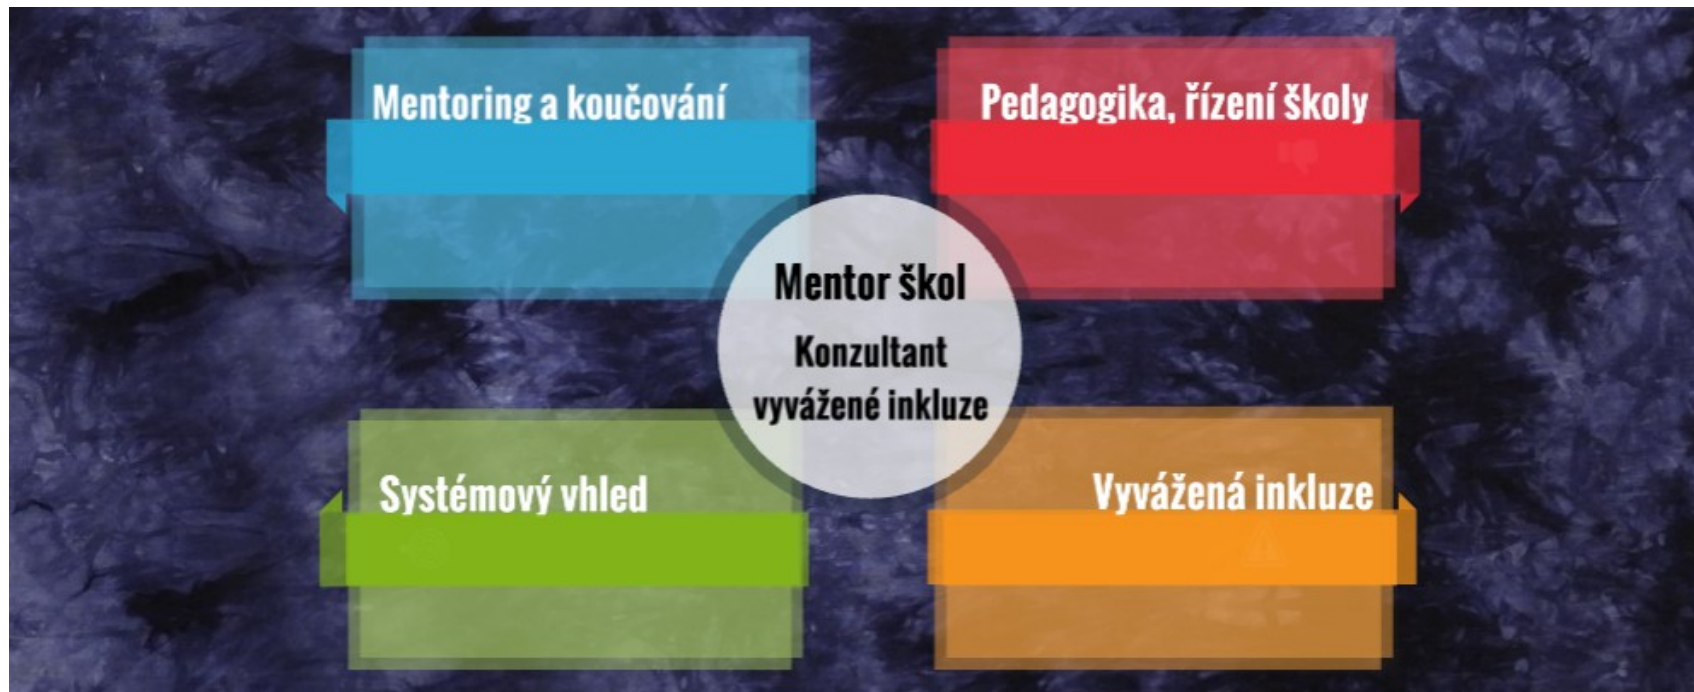 Mentoring a koučování
Pedagogika, řízení školy
Mentor škol
Konzultant
vyvážené inkluze
Systémový vhled
Vyvážená inkluze